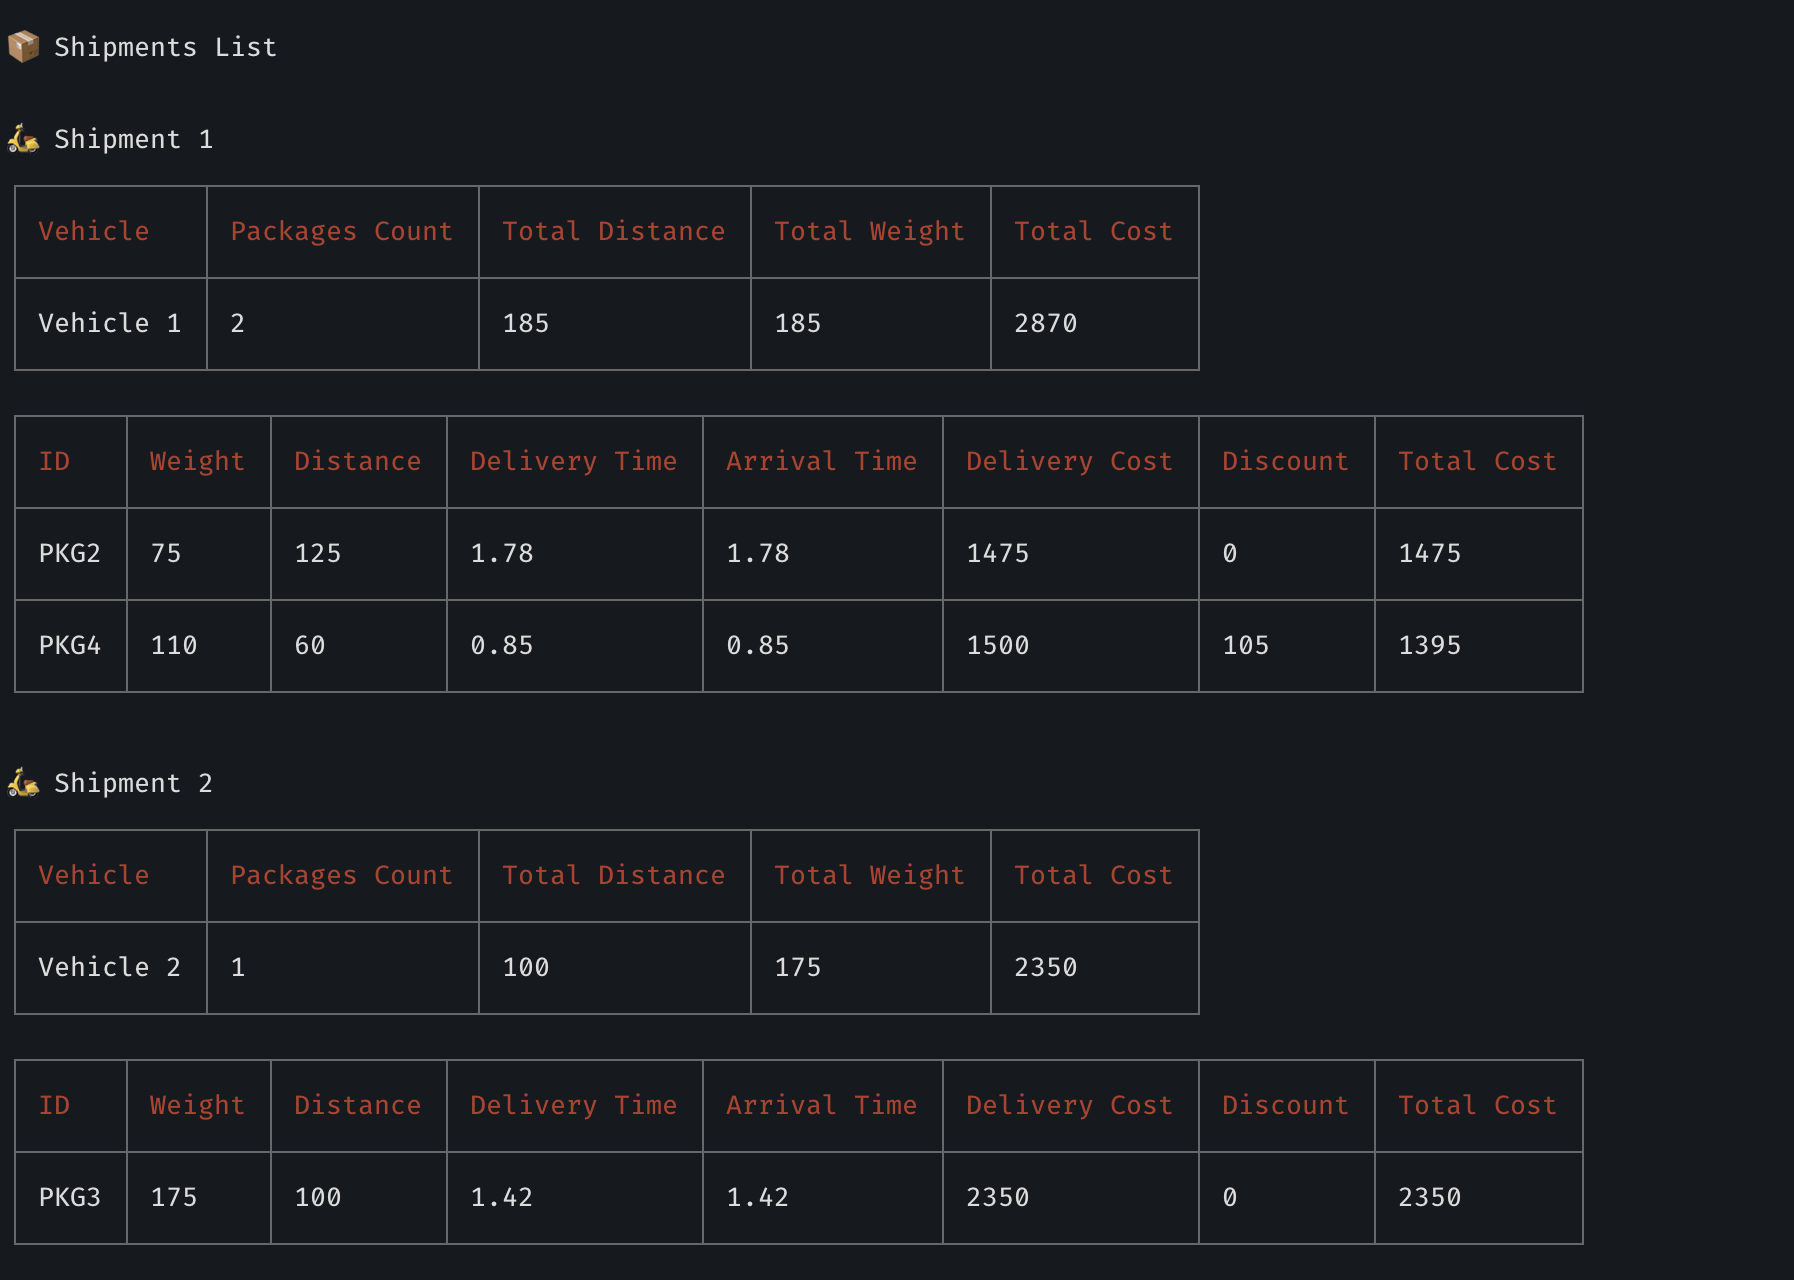 📦 Shipments List
🛵 Shipment 1
Vehicle Packages Count Total Distance Total Weight Total Cost
Vehicle 1 2 185 185 2870
ID Weight Distance Delivery Time Arrival Time Delivery Cost Discount Total Cost
PKG2 75 125 1.78 1.78 1475 0 1475
PKG4 110 60 0.85 0.85 1500 105 1395
🛵 Shipment 2
Vehicle Packages Count Total Distance Total Weight Total Cost
Vehicle 2 1 100 175 2350
ID Weight Distance Delivery Time Arrival Time Delivery Cost Discount Total Cost
PKG3 175 100 1.42 1.42 2350 0 2350